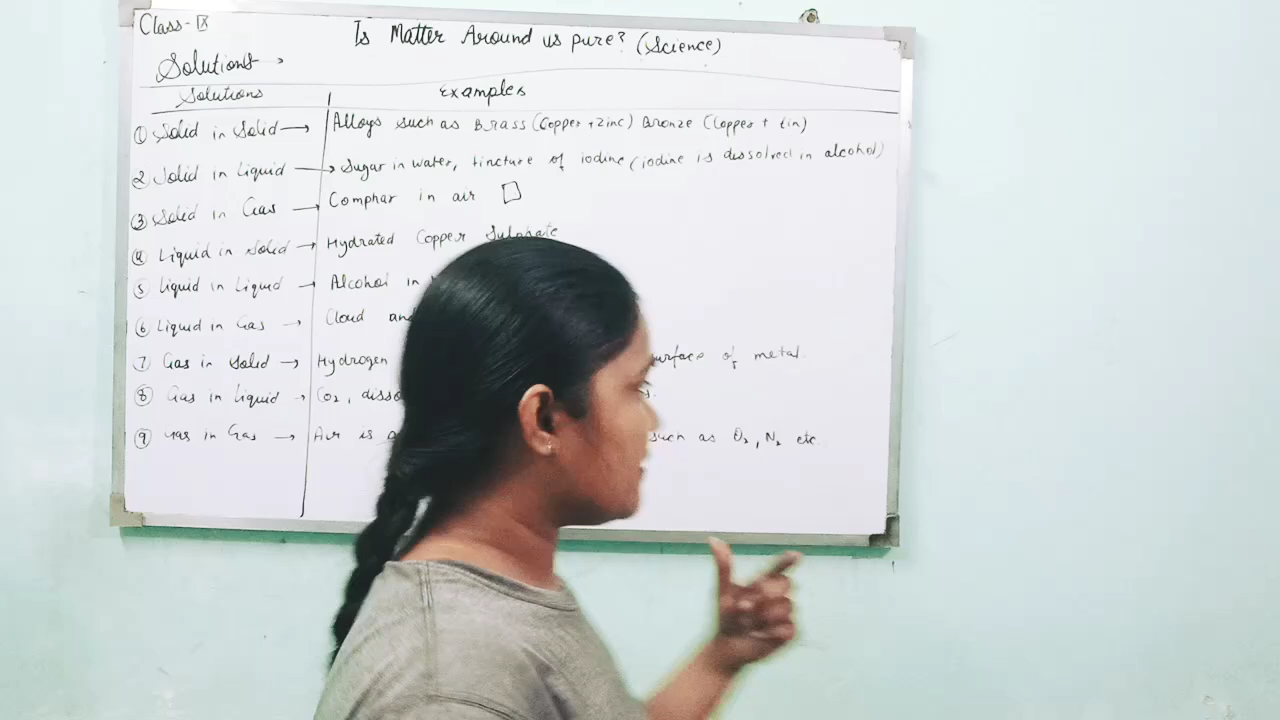 Class - IX
Is Matter Around us pure? (Science)
Solutions
Solutions Examples
① Solid in Solid → Alloys such as Brass (Copper + Zinc) Bronze (Copper + tin)
② Solid in Liquid → Sugar in water, tincture of iodine (iodine is dissolved in alcohol)
③ Solid in Gas → Comphar in air
④ Liquid in Solid → Hydrated Copper Sulphate
⑤ Liquid in Liquid → Alcohol in
⑥ Liquid in Gas → Cloud and
⑦ Gas in Solid → Hydrogen surface of metal.
⑧ Gas in Liquid → CO₂, disso
⑨ Gas in Gas → Air is such as O₂, N₂ etc.